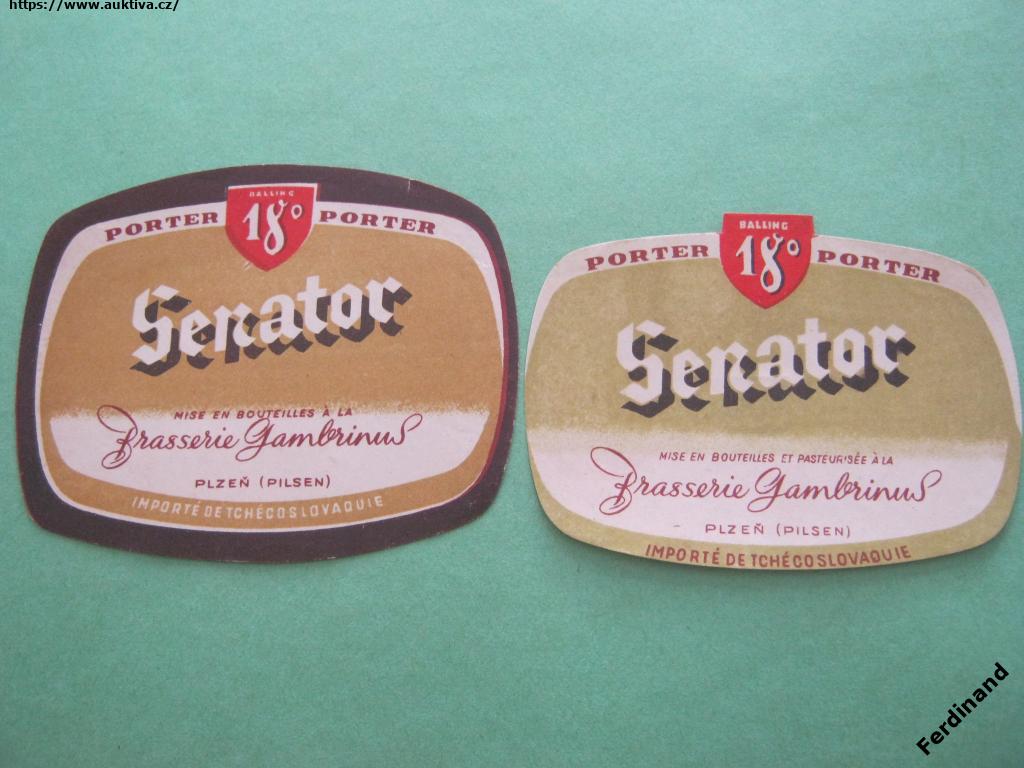 https://www.auktiva.cz/
BALLING
PORTER 18° PORTER
Senator
MISE EN BOUTEILLES À LA
Brasserie Gambrinus
PLZEŇ (PILSEN)
IMPORTÉ DE TCHÉCOSLOVAQUIE
BALLING
PORTER 18° PORTER
Senator
MISE EN BOUTEILLES ET PASTEURISÉE À LA
Brasserie Gambrinus
PLZEŇ (PILSEN)
IMPORTÉ DE TCHÉCOSLOVAQUIE
Ferdinand